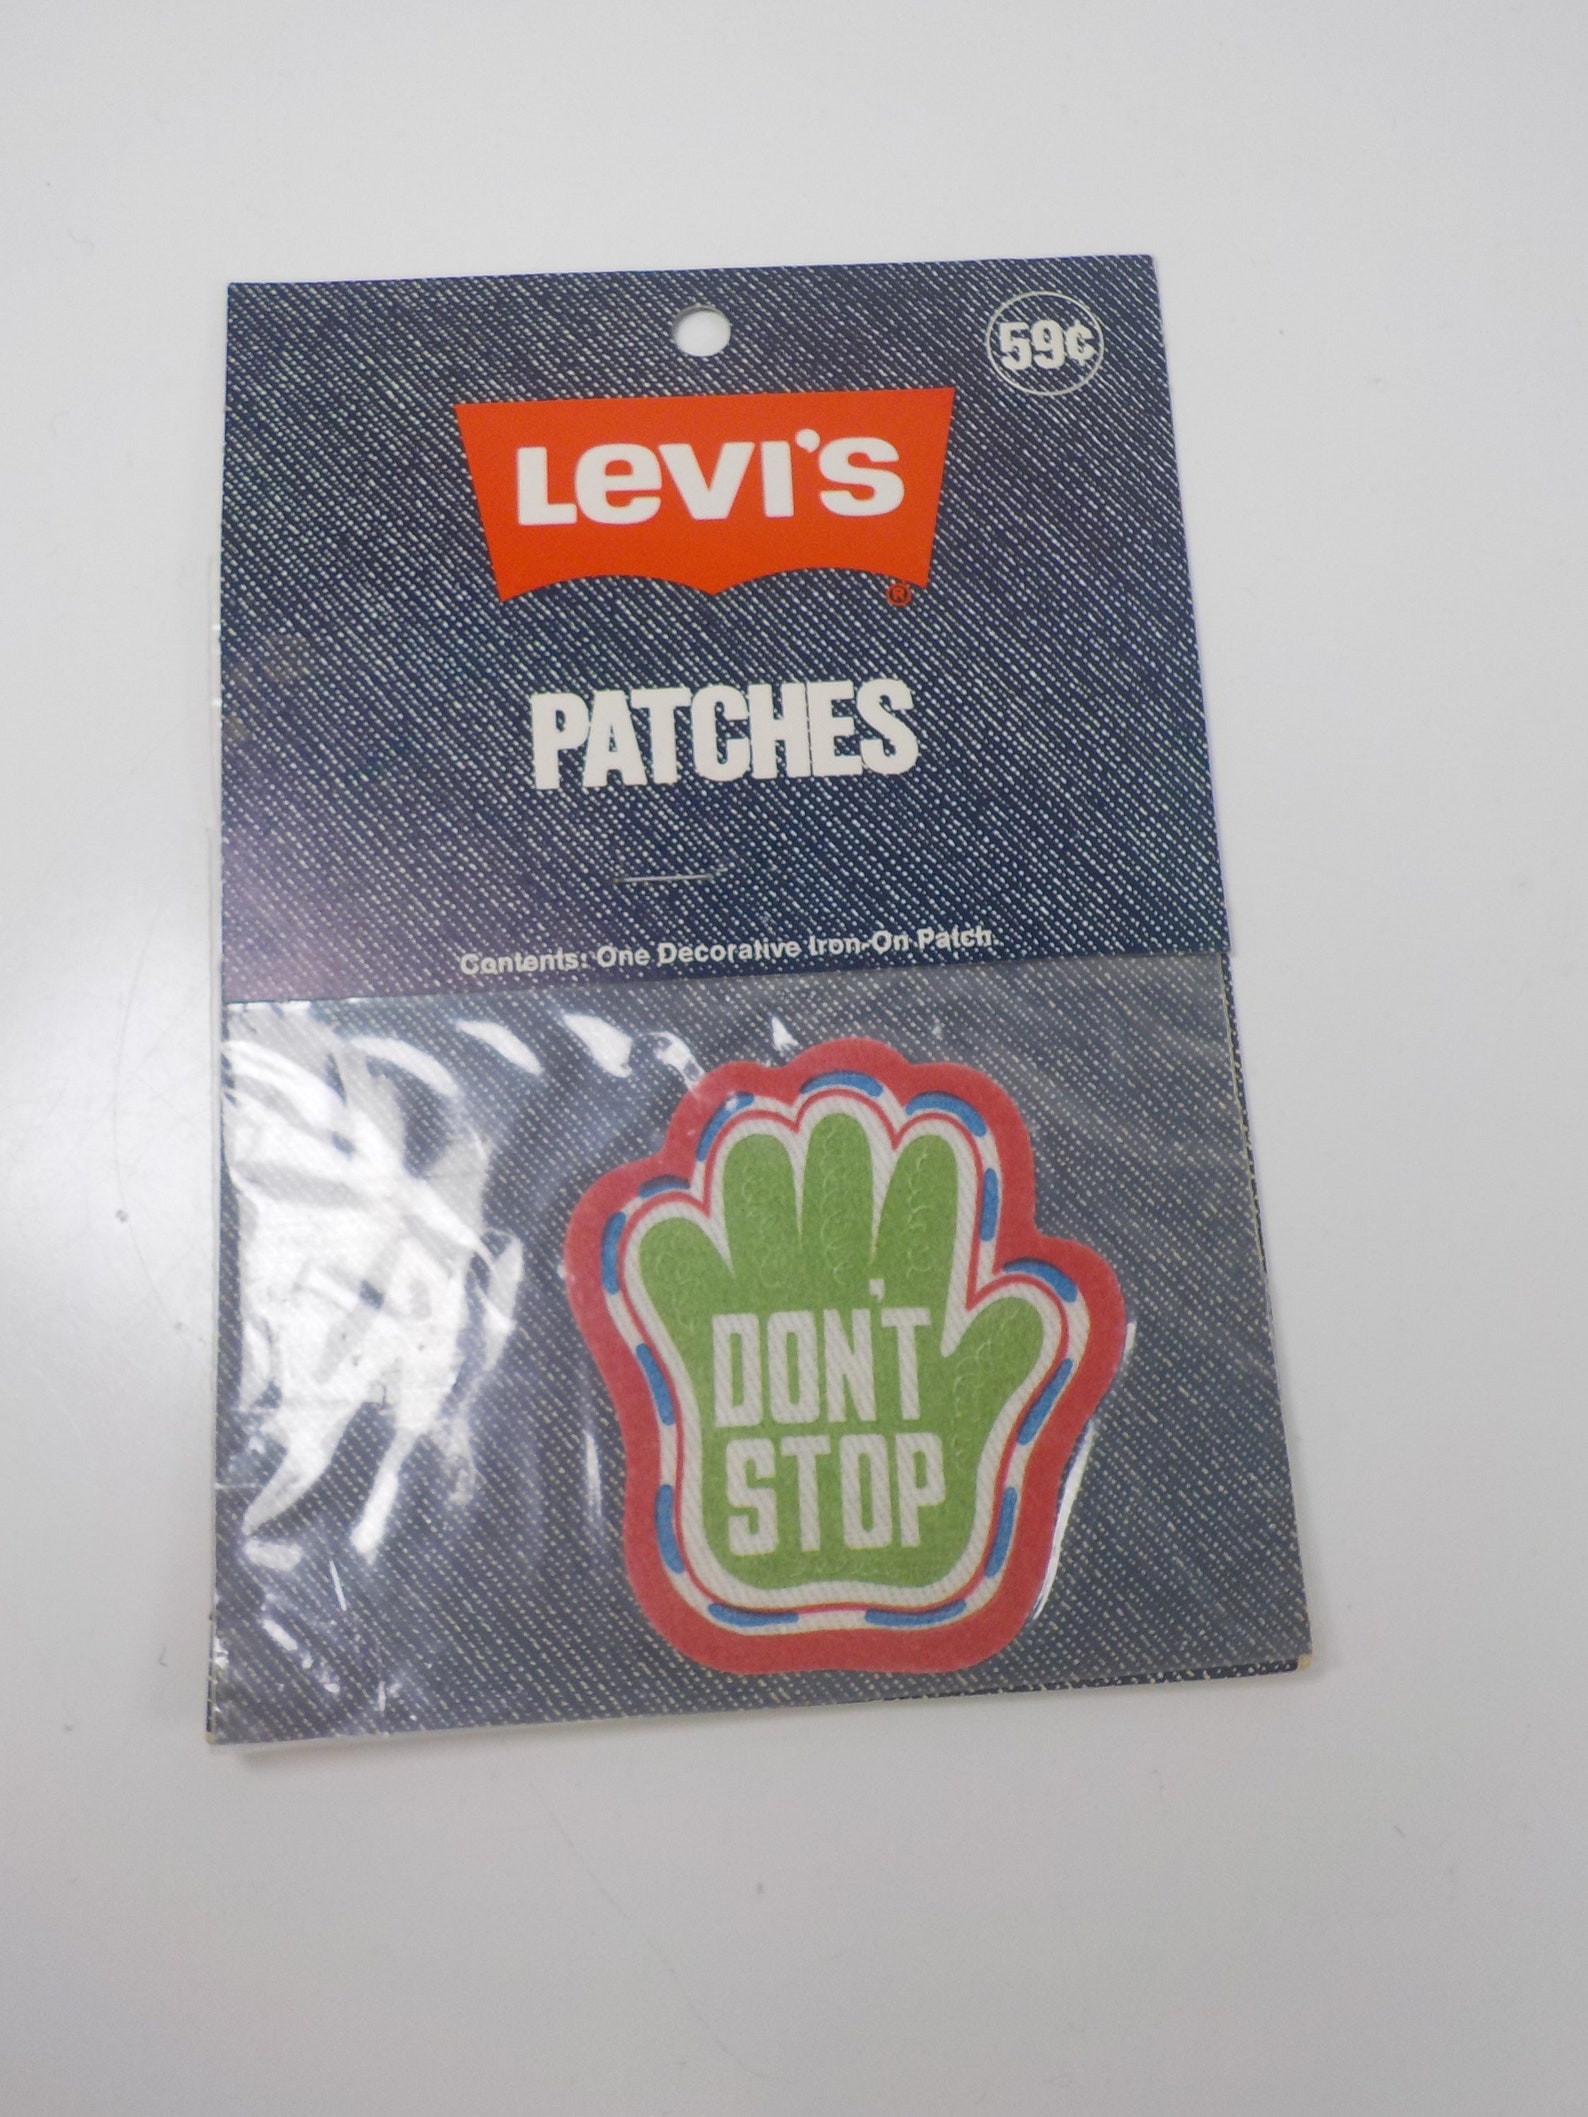 59¢
Levi's
®
PATCHES
Contents: One Decorative Iron-On Patch.
DON'T
STOP